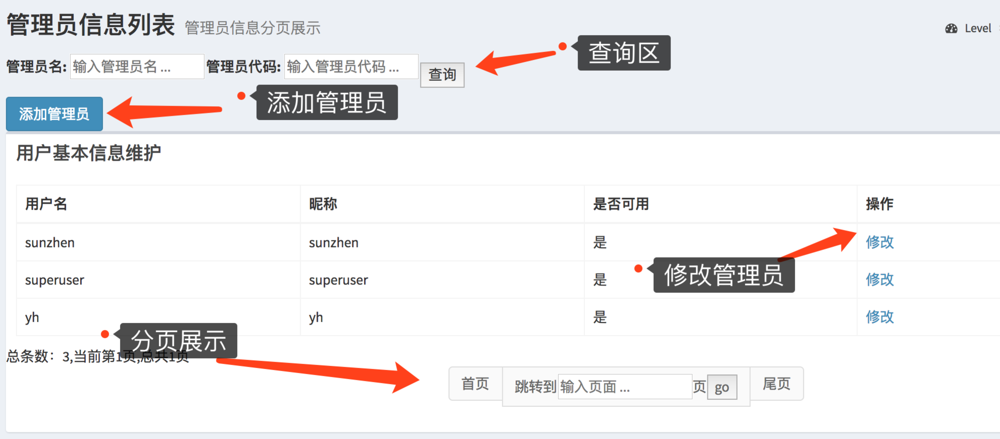 管理员信息列表 管理员信息分页展示
Level
管理员名: 输入管理员名 ... 管理员代码: 输入管理员代码 ... 查询
查询区
添加管理员
添加管理员
用户基本信息维护
用户名 昵称 是否可用 操作
sunzhen sunzhen 是 修改
superuser superuser 是 修改
修改管理员
yh yh 是 修改
分页展示
总条数：3,当前第1页,总共1页
首页 跳转到 输入页面 ... 页 go 尾页